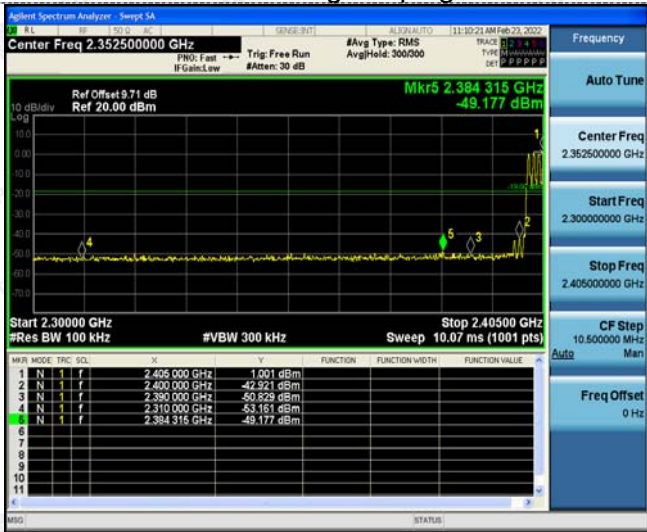 Agilent Spectrum Analyzer - Swept SA
RL RF 50 Ω AC SENSE:INT ALIGNAUTO 11:10:21 AM Feb 23, 2022
Center Freq 2.352500000 GHz
PNO: Fast
IFGain:Low
Trig: Free Run
#Atten: 30 dB
#Avg Type: RMS
Avg|Hold: 300/300
TRACE 1 2 3 4 5 6
TYPE
DET P P P P P P
Frequency
Auto Tune
Center Freq
2.352500000 GHz
Start Freq
2.300000000 GHz
Stop Freq
2.405000000 GHz
CF Step
10.500000 MHz
Auto Man
Freq Offset
0 Hz
Mkr5 2.384 315 GHz
-49.177 dBm
Ref Offset 9.71 dB
10 dB/div Ref 20.00 dBm
Log
10.0
0.00
-10.0
-20.0
-30.0
-40.0
-50.0
-60.0
-70.0
1
2
3
4
5
Start 2.30000 GHz Stop 2.40500 GHz
#Res BW 100 kHz #VBW 300 kHz Sweep 10.07 ms (1001 pts)
MKR MODE TRC SCL X Y FUNCTION FUNCTION WIDTH FUNCTION VALUE
1 N 1 f 2.405 000 GHz 1.001 dBm
2 N 1 f 2.400 000 GHz -42.921 dBm
3 N 1 f 2.390 000 GHz -50.829 dBm
4 N 1 f 2.310 000 GHz -53.161 dBm
5 N 1 f 2.384 315 GHz -49.177 dBm
6
7
8
9
10
11
MSG STATUS